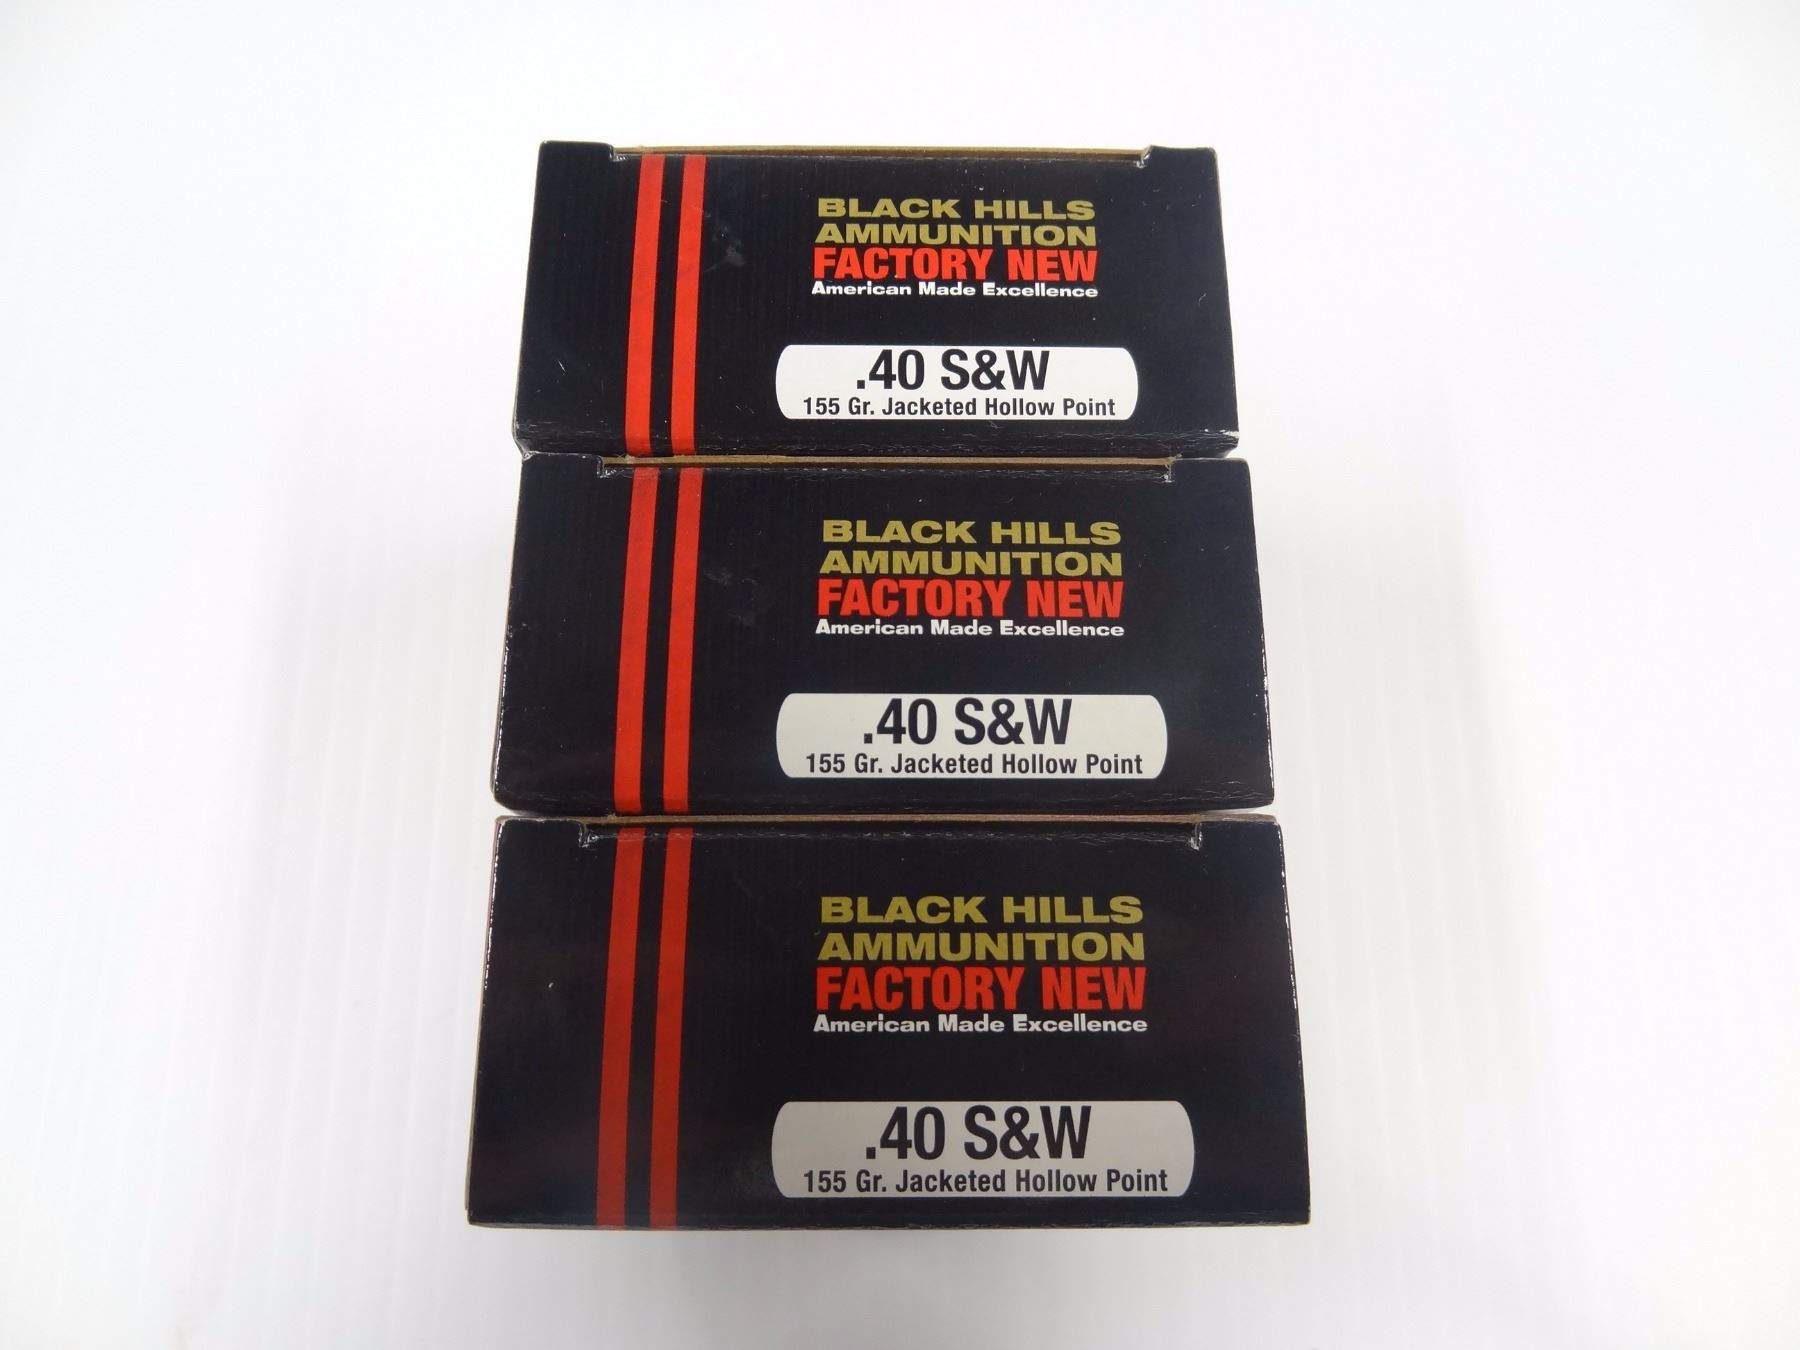 BLACK HILLS
AMMUNITION
FACTORY NEW
American Made Excellence
.40 S&W
155 Gr. Jacketed Hollow Point
BLACK HILLS
AMMUNITION
FACTORY NEW
American Made Excellence
.40 S&W
155 Gr. Jacketed Hollow Point
BLACK HILLS
AMMUNITION
FACTORY NEW
American Made Excellence
.40 S&W
155 Gr. Jacketed Hollow Point